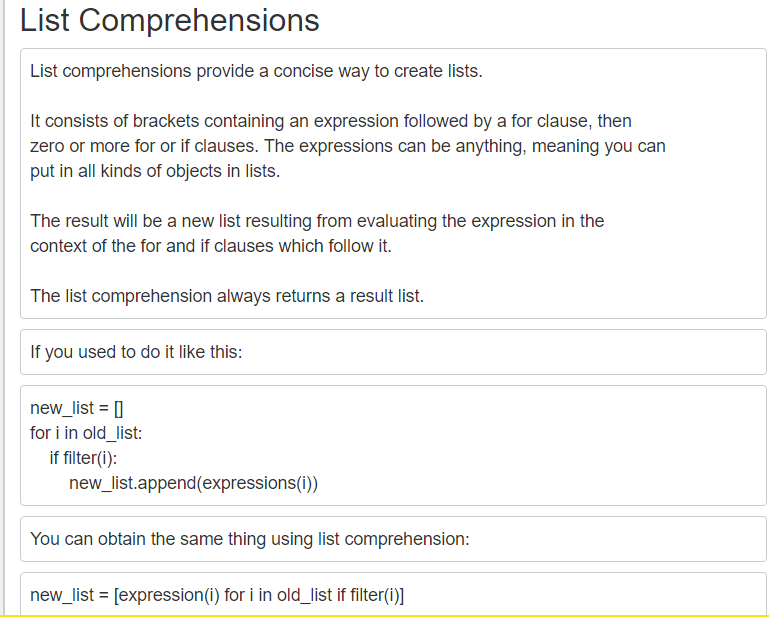 List Comprehensions
List comprehensions provide a concise way to create lists.
It consists of brackets containing an expression followed by a for clause, then
zero or more for or if clauses. The expressions can be anything, meaning you can
put in all kinds of objects in lists.
The result will be a new list resulting from evaluating the expression in the
context of the for and if clauses which follow it.
The list comprehension always returns a result list.
If you used to do it like this:
new_list = []
for i in old_list:
    if filter(i):
        new_list.append(expressions(i))
You can obtain the same thing using list comprehension:
new_list = [expression(i) for i in old_list if filter(i)]